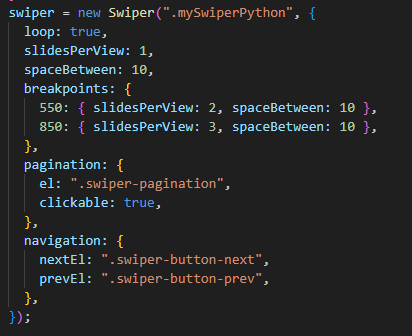 swiper = new Swiper(".mySwiperPython", {
  loop: true,
  slidesPerView: 1,
  spaceBetween: 10,
  breakpoints: {
    550: { slidesPerView: 2, spaceBetween: 10 },
    850: { slidesPerView: 3, spaceBetween: 10 },
  },
  pagination: {
    el: ".swiper-pagination",
    clickable: true,
  },
  navigation: {
    nextEl: ".swiper-button-next",
    prevEl: ".swiper-button-prev",
  },
});